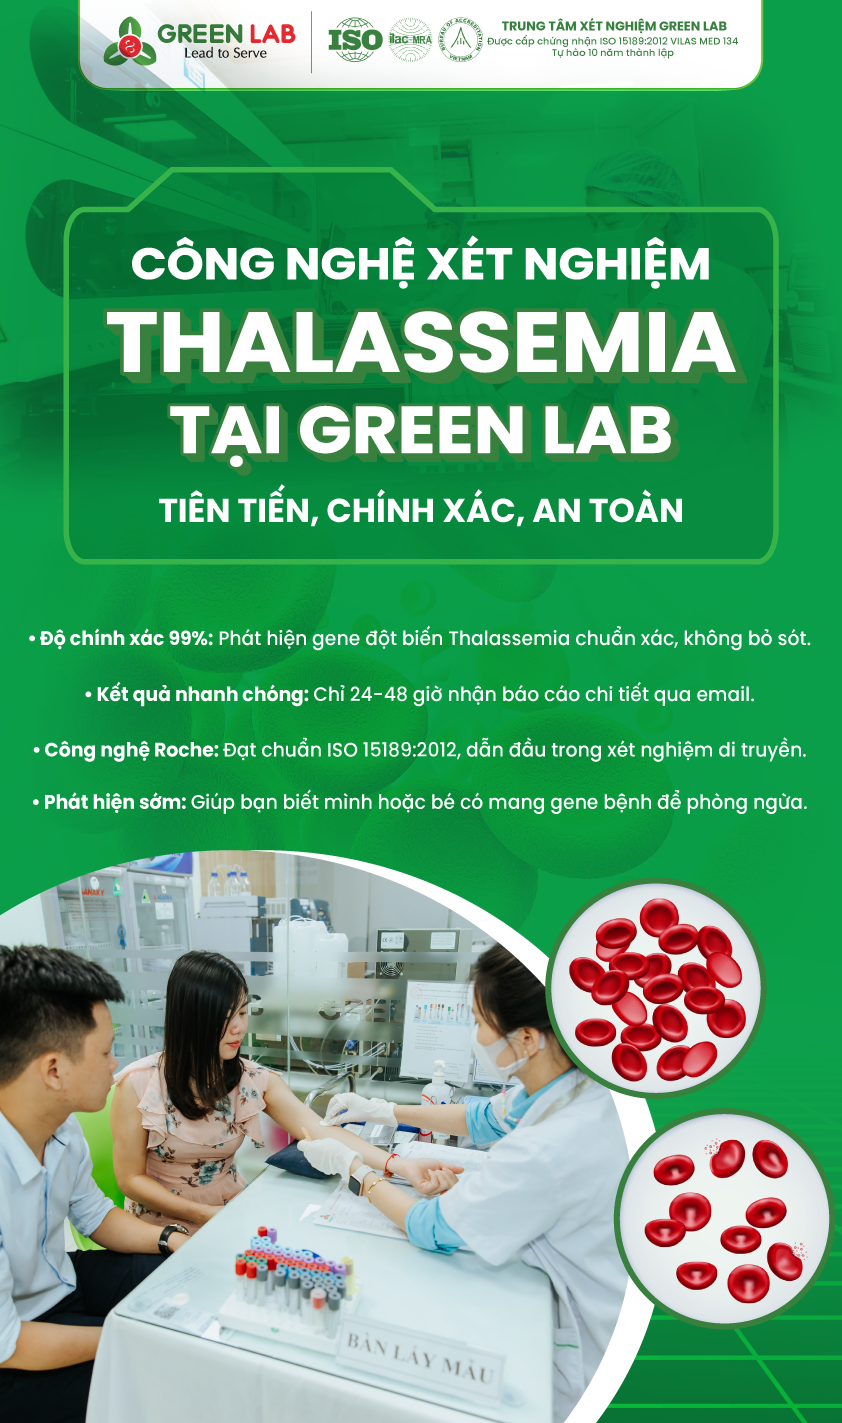 GREEN LAB
Lead to Serve
ISO
ilac-MRA
BUREAU OF ACCREDITATION
VIETNAM
TRUNG TÂM XÉT NGHIỆM GREEN LAB
Được cấp chứng nhận ISO 15189:2012 VILAS MED 134
Tự hào 10 năm thành lập
CÔNG NGHỆ XÉT NGHIỆM
THALASSEMIA
TẠI GREEN LAB
TIÊN TIẾN, CHÍNH XÁC, AN TOÀN
• Độ chính xác 99%: Phát hiện gene đột biến Thalassemia chuẩn xác, không bỏ sót.
• Kết quả nhanh chóng: Chỉ 24-48 giờ nhận báo cáo chi tiết qua email.
• Công nghệ Roche: Đạt chuẩn ISO 15189:2012, dẫn đầu trong xét nghiệm di truyền.
• Phát hiện sớm: Giúp bạn biết mình hoặc bé có mang gene bệnh để phòng ngừa.
BÀN LẤY MẪU